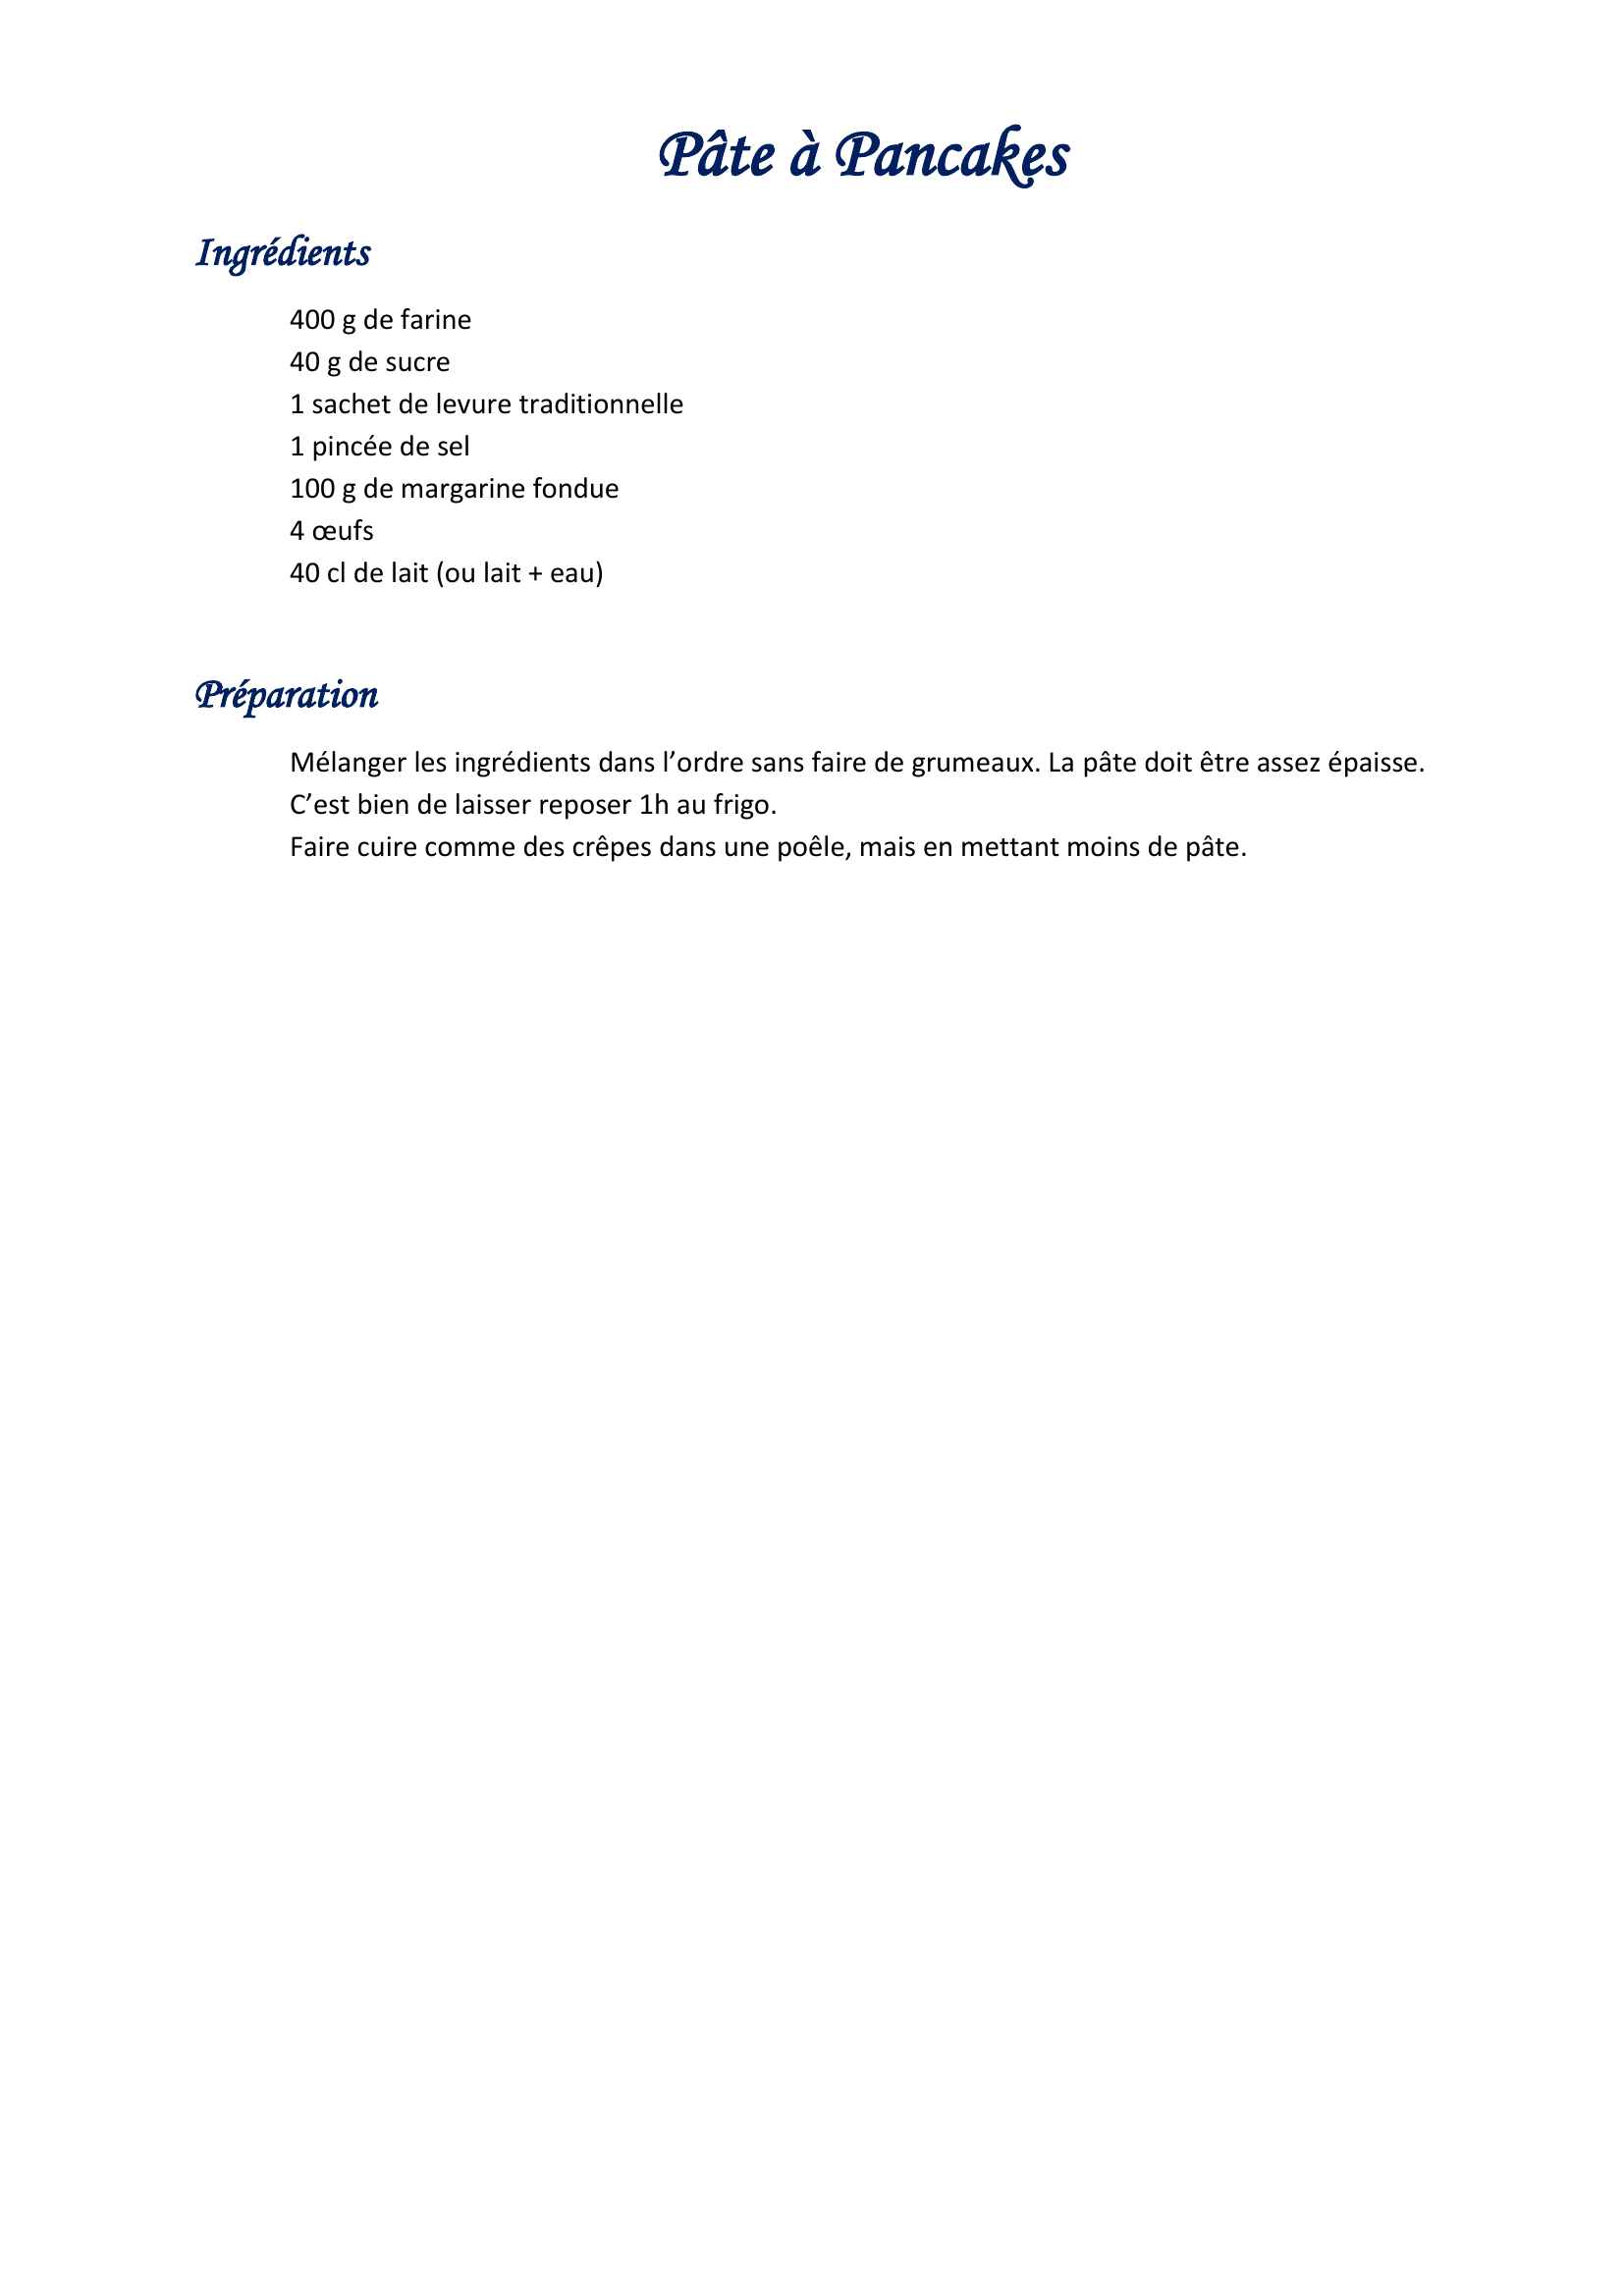 Pâte à Pancakes
Ingrédients
400 g de farine
40 g de sucre
1 sachet de levure traditionnelle
1 pincée de sel
100 g de margarine fondue
4 œufs
40 cl de lait (ou lait + eau)
Préparation
Mélanger les ingrédients dans l’ordre sans faire de grumeaux. La pâte doit être assez épaisse.
C’est bien de laisser reposer 1h au frigo.
Faire cuire comme des crêpes dans une poêle, mais en mettant moins de pâte.